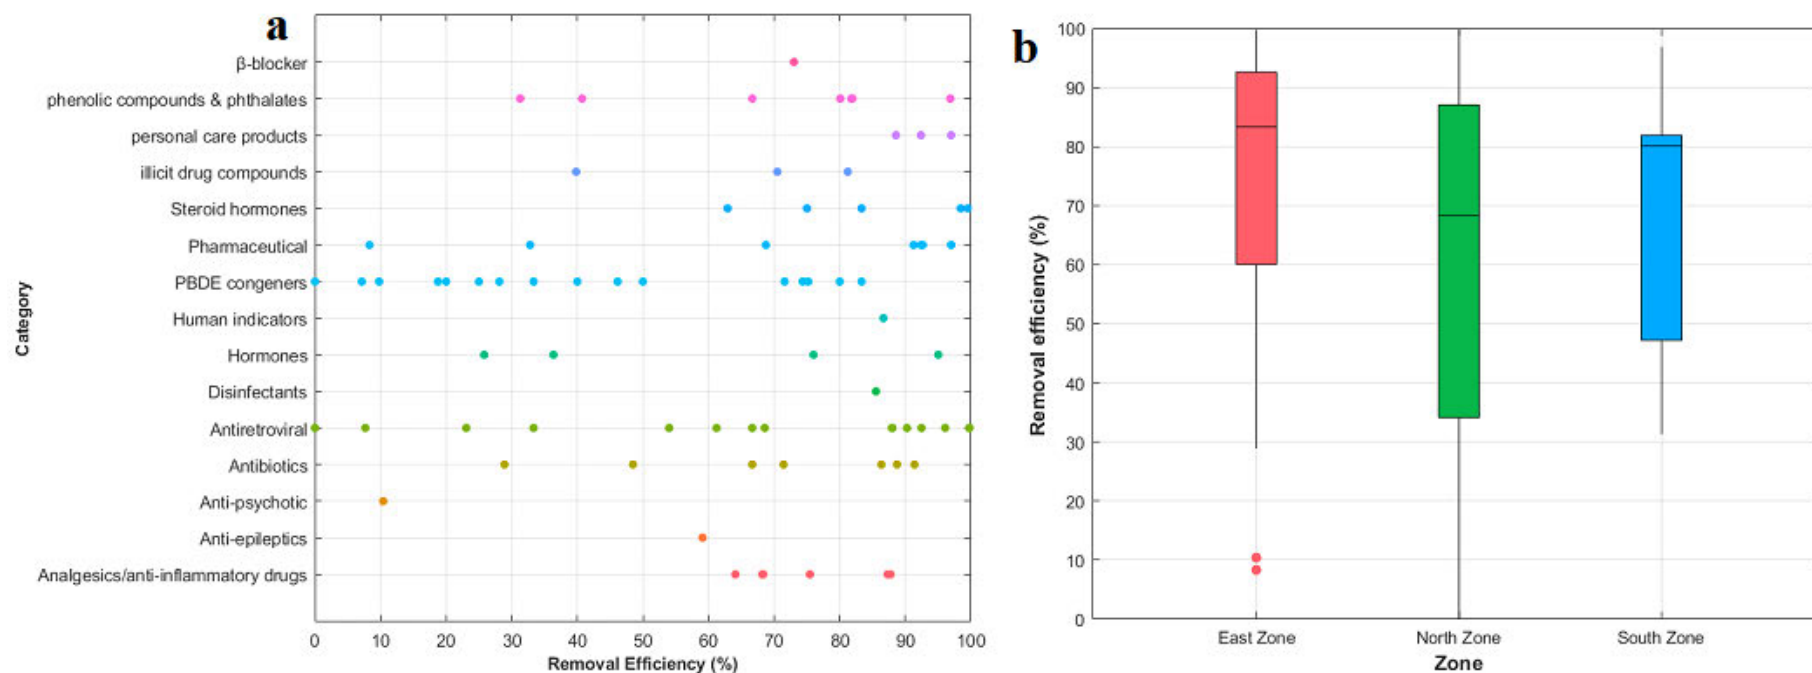 a
β-blocker
phenolic compounds & phthalates
personal care products
illicit drug compounds
Steroid hormones
Pharmaceutical
PBDE congeners
Human indicators
Hormones
Disinfectants
Antiretroviral
Antibiotics
Anti-psychotic
Anti-epileptics
Analgesics/anti-inflammatory drugs
Category
0 10 20 30 40 50 60 70 80 90 100
Removal Efficiency (%)
b
100
90
80
70
60
50
40
30
20
10
0
Removal efficiency (%)
East Zone North Zone South Zone
Zone